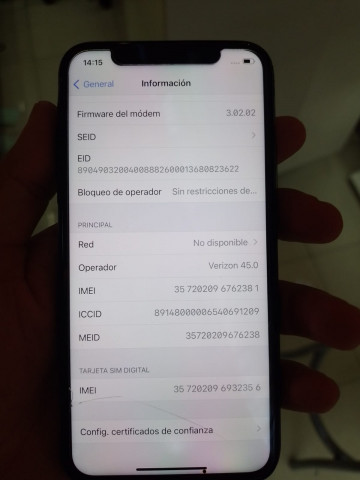 14:15
General
Información
Firmware del módem 3.02.02
SEID
EID
89049032004008882600013680823622
Bloqueo de operador Sin restricciones de...
PRINCIPAL
Red No disponible
Operador Verizon 45.0
IMEI 35 720209 676238 1
ICCID 89148000006540691209
MEID 35720209676238
TARJETA SIM DIGITAL
IMEI 35 720209 693235 6
Config. certificados de confianza